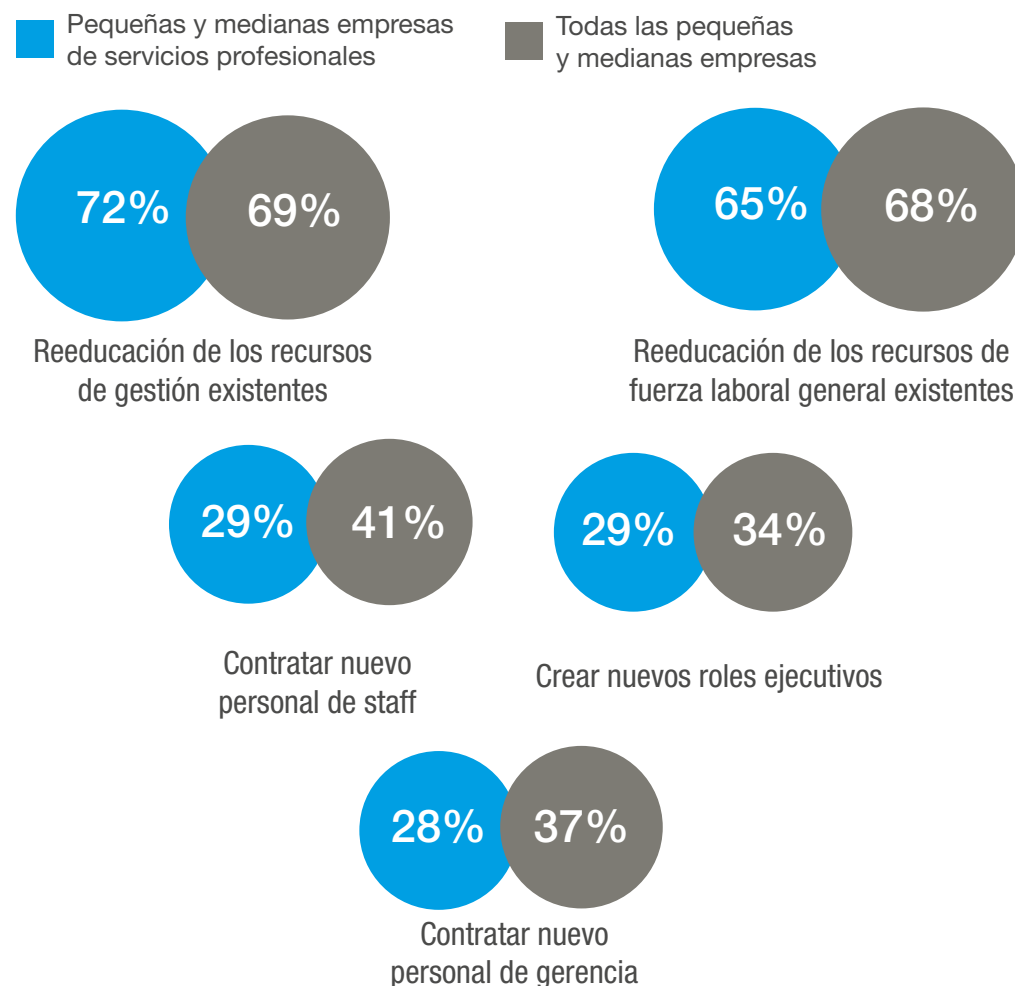 Pequeñas y medianas empresas
de servicios profesionales
Todas las pequeñas
y medianas empresas
72%
69%
Reeducación de los recursos
de gestión existentes
65%
68%
Reeducación de los recursos de
fuerza laboral general existentes
29%
41%
Contratar nuevo
personal de staff
29%
34%
Crear nuevos roles ejecutivos
28%
37%
Contratar nuevo
personal de gerencia